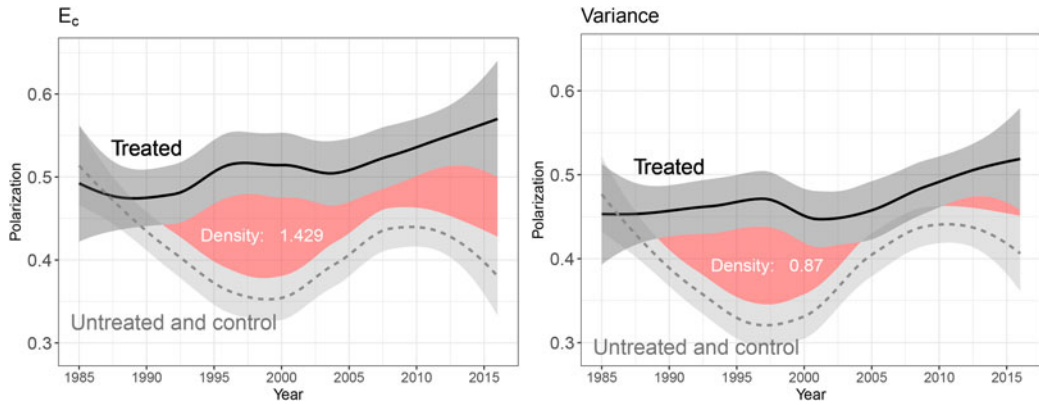 E_c
Polarization
0.6
0.5
0.4
0.3
Treated
Density: 1.429
Untreated and control
1985 1990 1995 2000 2005 2010 2015
Year
Variance
Polarization
0.6
0.5
0.4
0.3
Treated
Density: 0.87
Untreated and control
1985 1990 1995 2000 2005 2010 2015
Year